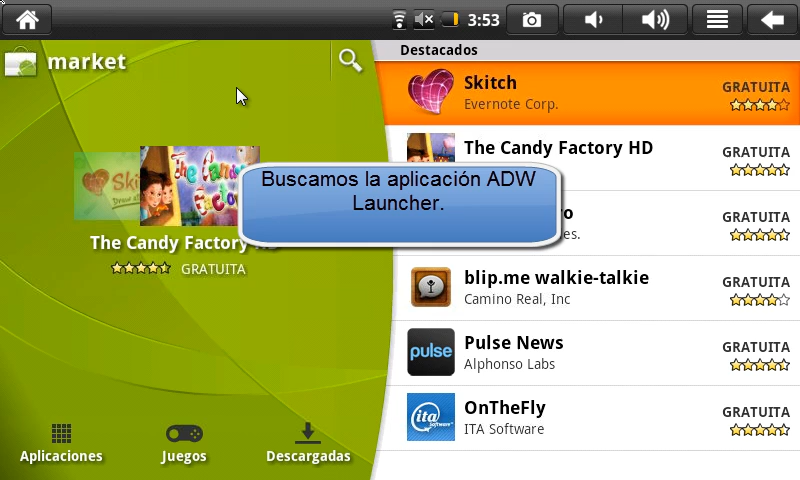 3:53
market
Destacados
Skitch
Evernote Corp.
GRATUITA
The Candy Factory HD
GRATUITA
Buscamos la aplicación ADW
Launcher.
es.
GRATUITA
The Candy Factory
GRATUITA
blip.me walkie-talkie
Camino Real, Inc
GRATUITA
pulse
Pulse News
Alphonso Labs
GRATUITA
ita
Software
OnTheFly
ITA Software
GRATUITA
Aplicaciones
Juegos
Descargadas